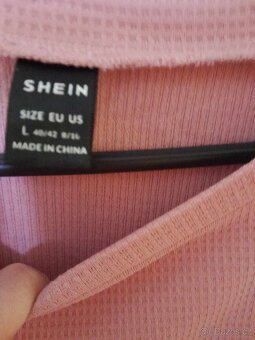 SHEIN
SIZE EU US
L 40/42 8/10
MADE IN CHINA